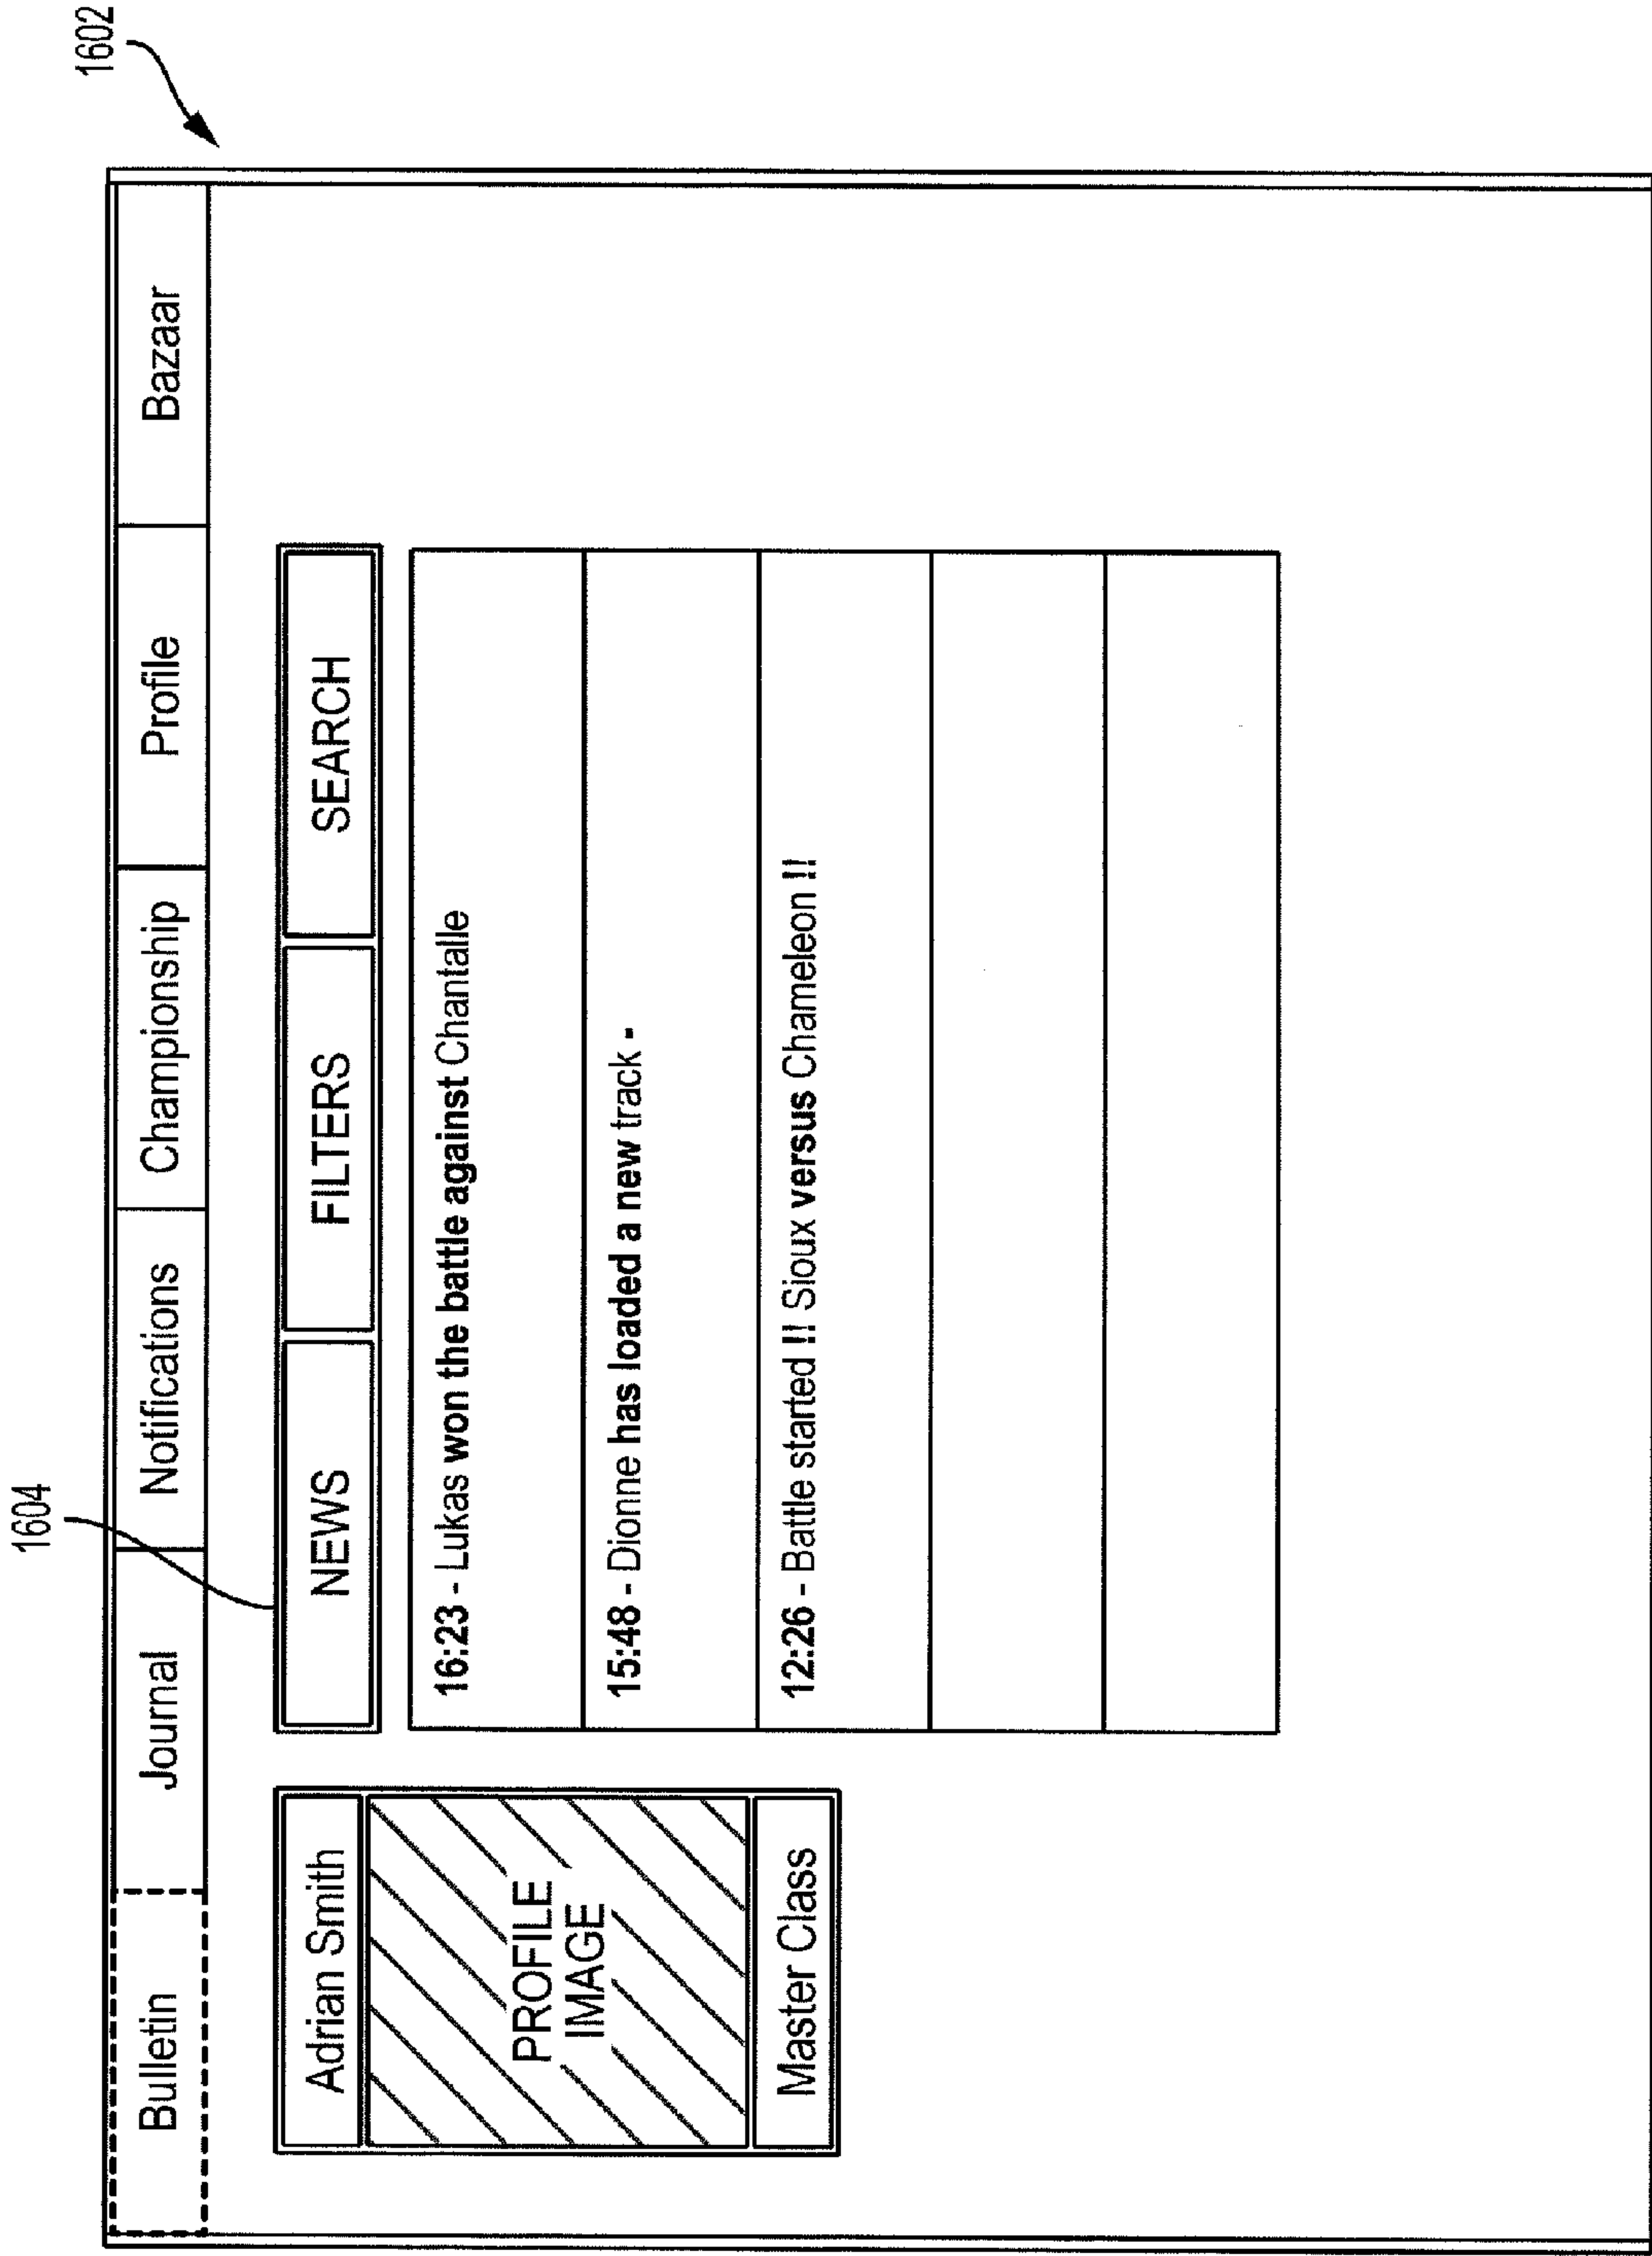 1602
1604
Bulletin
Journal
Notifications
Championship
Profile
Bazaar
Adrian Smith
PROFILE
IMAGE
Master Class
NEWS
FILTERS
SEARCH
16:23 - Lukas won the battle against Chantalle
15:48 - Dionne has loaded a new track -
12:26 - Battle started !! Sioux versus Chameleon !!